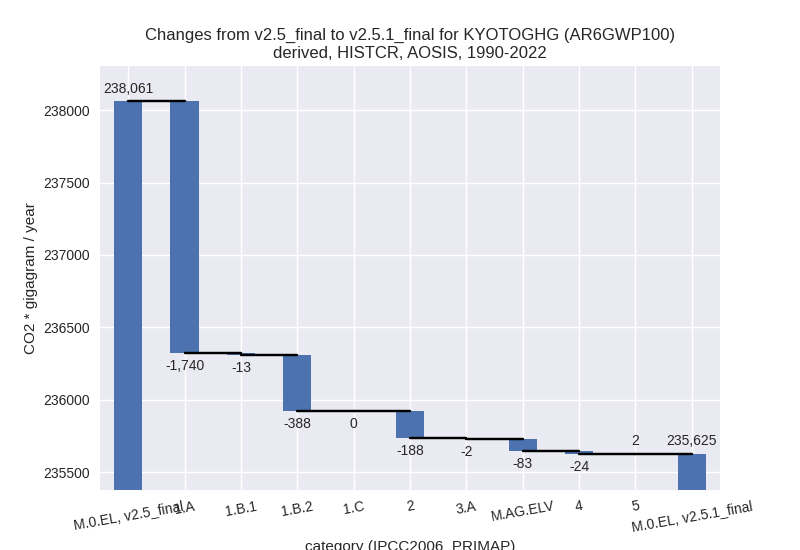 Changes from v2.5_final to v2.5.1_final for KYOTOGHG (AR6GWP100)
derived, HISTCR, AOSIS, 1990-2022
CO2 * gigagram / year
238000
237500
237000
236500
236000
235500
238,061
-1,740
-13
-388
0
-188
-2
-83
-24
2
235,625
M.0.EL, v2.5_final
1.A
1.B.1
1.B.2
1.C
2
3.A
M.AG.ELV
4
5
M.0.EL, v2.5.1_final
category (IPCC2006_PRIMAP)